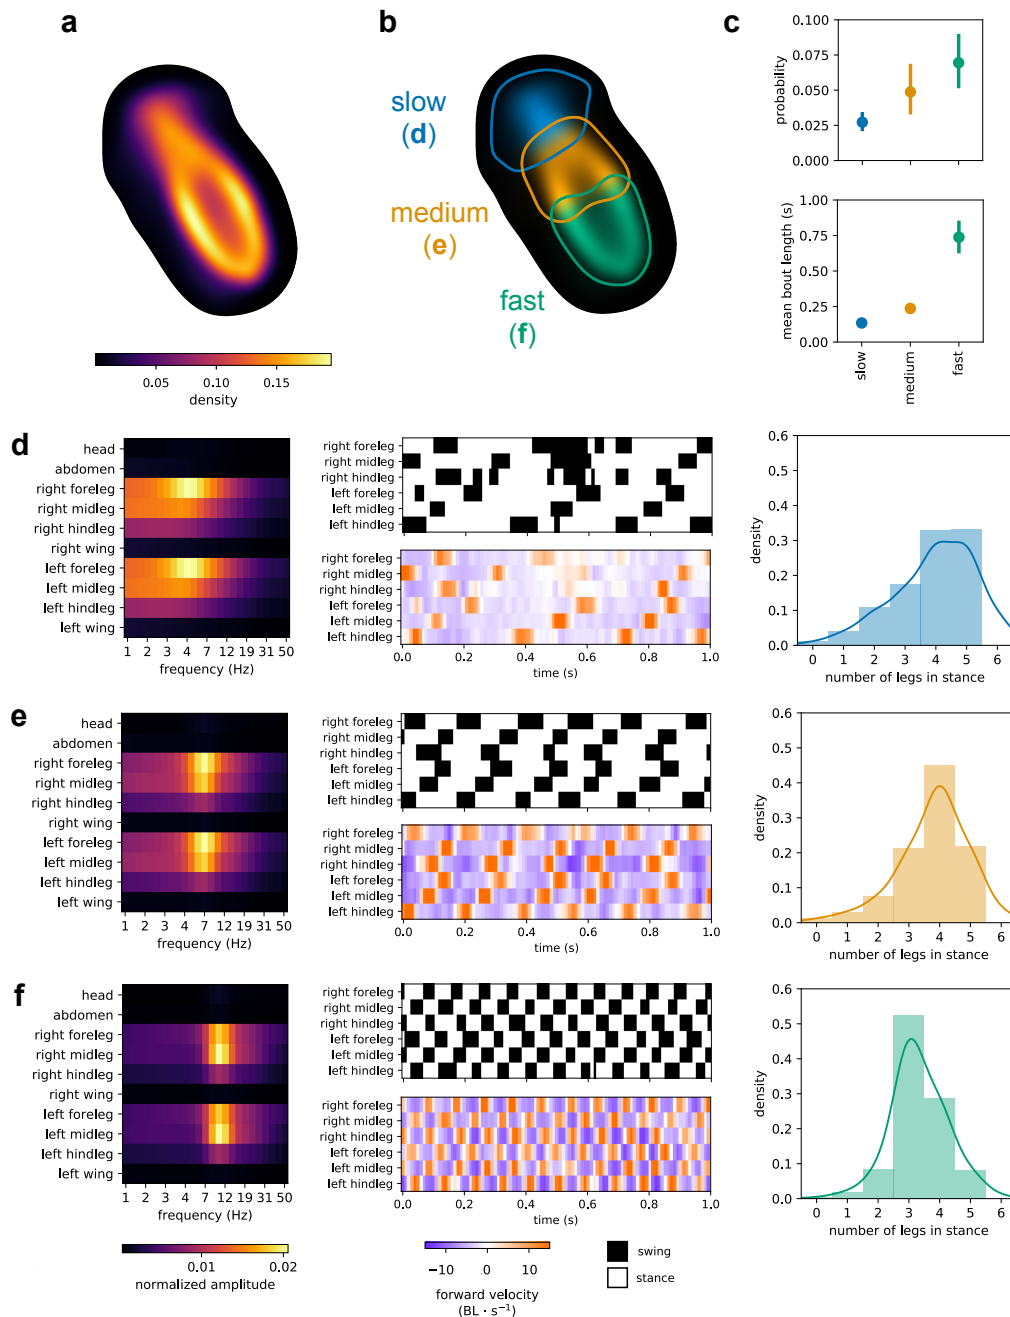 a
b
c
slow
(d)
medium
(e)
fast
(f)
0.05 0.10 0.15
density
0.100
0.075
0.050
0.025
0.000
probability
1.00
0.75
0.50
0.25
0.00
mean bout length (s)
slow
medium
fast
d
head
abdomen
right foreleg
right midleg
right hindleg
right wing
left foreleg
left midleg
left hindleg
left wing
1 2 3 4 7 12 19 31 50
frequency (Hz)
right foreleg
right midleg
right hindleg
left foreleg
left midleg
left hindleg
right foreleg
right midleg
right hindleg
left foreleg
left midleg
left hindleg
0.0 0.2 0.4 0.6 0.8 1.0
time (s)
0.6
0.5
0.4
0.3
0.2
0.1
0.0
density
0 1 2 3 4 5 6
number of legs in stance
e
head
abdomen
right foreleg
right midleg
right hindleg
right wing
left foreleg
left midleg
left hindleg
left wing
1 2 3 4 7 12 19 31 50
frequency (Hz)
right foreleg
right midleg
right hindleg
left foreleg
left midleg
left hindleg
right foreleg
right midleg
right hindleg
left foreleg
left midleg
left hindleg
0.0 0.2 0.4 0.6 0.8 1.0
time (s)
0.6
0.5
0.4
0.3
0.2
0.1
0.0
density
0 1 2 3 4 5 6
number of legs in stance
f
head
abdomen
right foreleg
right midleg
right hindleg
right wing
left foreleg
left midleg
left hindleg
left wing
1 2 3 4 7 12 19 31 50
frequency (Hz)
right foreleg
right midleg
right hindleg
left foreleg
left midleg
left hindleg
right foreleg
right midleg
right hindleg
left foreleg
left midleg
left hindleg
0.0 0.2 0.4 0.6 0.8 1.0
time (s)
0.6
0.5
0.4
0.3
0.2
0.1
0.0
density
0 1 2 3 4 5 6
number of legs in stance
0.01 0.02
normalized amplitude
−10 0 10
forward velocity
(BL · s⁻¹)
swing
stance